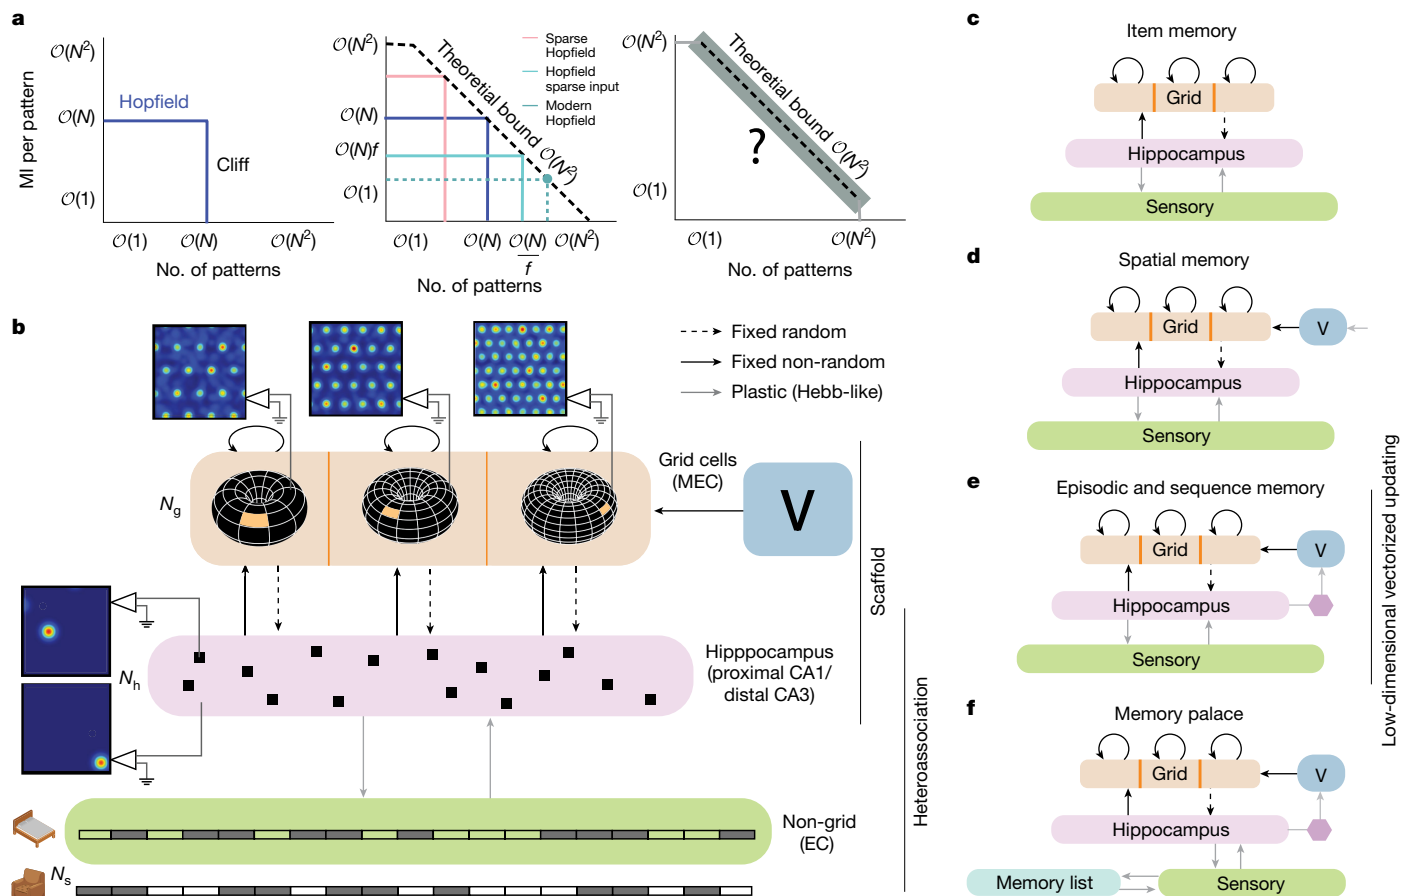 a
𝒪(N²)
𝒪(N)
𝒪(1)
MI per pattern
Hopfield
Cliff
𝒪(1)
𝒪(N)
𝒪(N²)
No. of patterns
𝒪(N²)
𝒪(N)
𝒪(N)f
𝒪(1)
Theoretial bound 𝒪(N²)
Sparse
Hopfield
Hopfield
sparse input
Modern
Hopfield
𝒪(1)
𝒪(N)
𝒪(N)
f
𝒪(N²)
No. of patterns
𝒪(N²)
𝒪(1)
Theoretial bound 𝒪(N²)
?
𝒪(1)
𝒪(N²)
No. of patterns
b
Fixed random
Fixed non-random
Plastic (Hebb-like)
Grid cells
(MEC)
V
Ng
Scaffold
Nh
Hipppocampus
(proximal CA1/
distal CA3)
Heteroassociation
Non-grid
(EC)
Ns
c
Item memory
Grid
Hippocampus
Sensory
d
Spatial memory
Grid
V
Hippocampus
Sensory
e
Episodic and sequence memory
Grid
V
Hippocampus
Sensory
f
Memory palace
Grid
V
Hippocampus
Memory list
Sensory
Low-dimensional vectorized updating